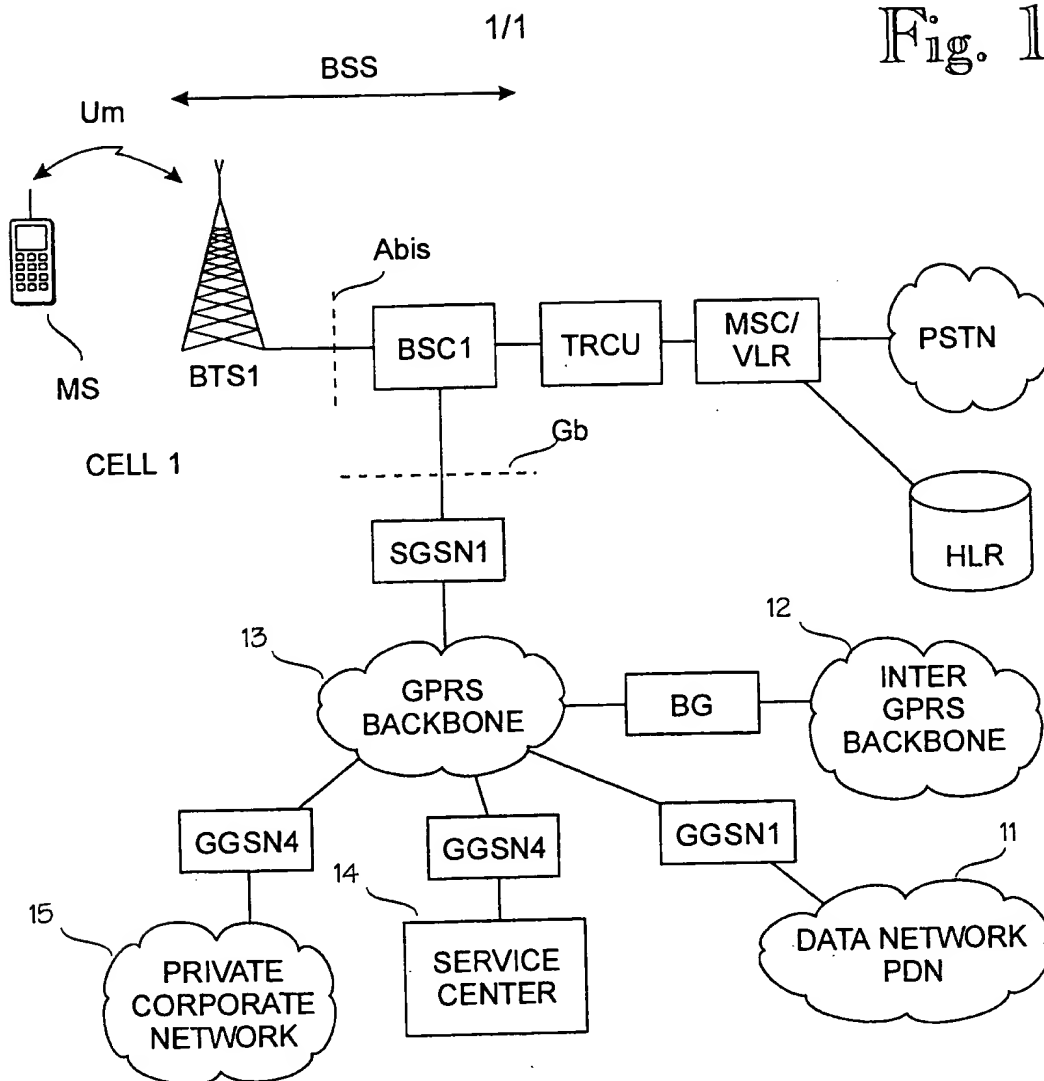 1/1
Fig. 1
BSS
Um
Abis
MS
BTS1
BSC1
TRCU
MSC/
VLR
PSTN
CELL 1
Gb
HLR
SGSN1
13
GPRS
BACKBONE
BG
12
INTER
GPRS
BACKBONE
GGSN4
GGSN4
GGSN1
15
PRIVATE
CORPORATE
NETWORK
14
SERVICE
CENTER
11
DATA NETWORK
PDN